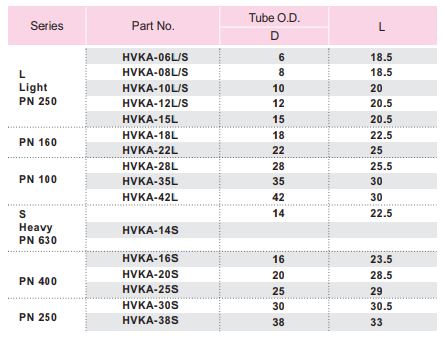 Series Part No. Tube O.D. L
D
HVKA-06L/S 6 18.5
L HVKA-08L/S 8 18.5
Light HVKA-10L/S 10 20
PN 250 HVKA-12L/S 12 20.5
HVKA-15L 15 20.5
PN 160 HVKA-18L 18 22.5
HVKA-22L 22 25
HVKA-28L 28 25.5
PN 100 HVKA-35L 35 30
HVKA-42L 42 30
S 14 22.5
Heavy HVKA-14S
PN 630
HVKA-16S 16 23.5
PN 400 HVKA-20S 20 28.5
HVKA-25S 25 29
PN 250 HVKA-30S 30 30.5
HVKA-38S 38 33